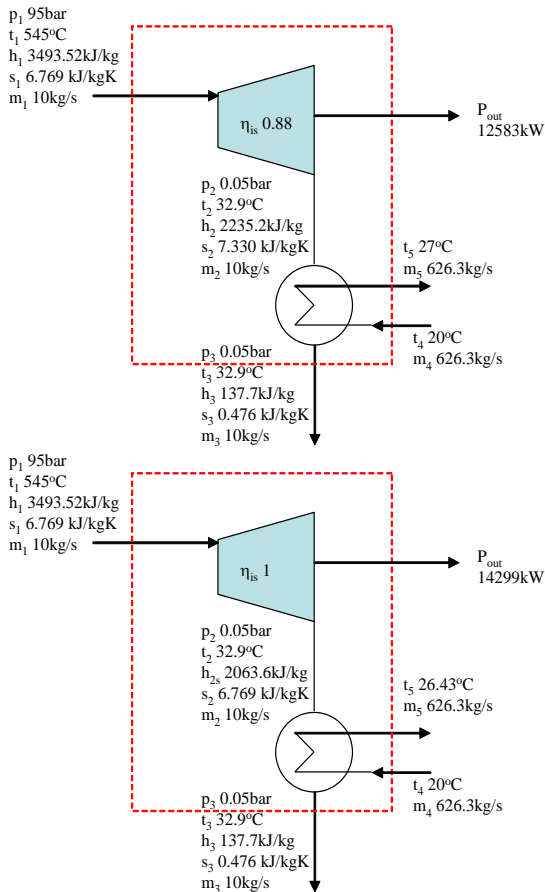 p₁ 95bar
t₁ 545°C
h₁ 3493.52kJ/kg
s₁ 6.769 kJ/kgK
m₁ 10kg/s
ηᵢₛ 0.88
P_out
12583kW
p₂ 0.05bar
t₂ 32.9°C
h₂ 2235.2kJ/kg
s₂ 7.330 kJ/kgK
m₂ 10kg/s
t₅ 27°C
m₅ 626.3kg/s
t₄ 20°C
m₄ 626.3kg/s
p₃ 0.05bar
t₃ 32.9°C
h₃ 137.7kJ/kg
s₃ 0.476 kJ/kgK
m₃ 10kg/s
p₁ 95bar
t₁ 545°C
h₁ 3493.52kJ/kg
s₁ 6.769 kJ/kgK
m₁ 10kg/s
ηᵢₛ 1
P_out
14299kW
p₂ 0.05bar
t₂ 32.9°C
h₂ₛ 2063.6kJ/kg
s₂ 6.769 kJ/kgK
m₂ 10kg/s
t₅ 26.43°C
m₅ 626.3kg/s
t₄ 20°C
m₄ 626.3kg/s
p₃ 0.05bar
t₃ 32.9°C
h₃ 137.7kJ/kg
s₃ 0.476 kJ/kgK
m₃ 10kg/s